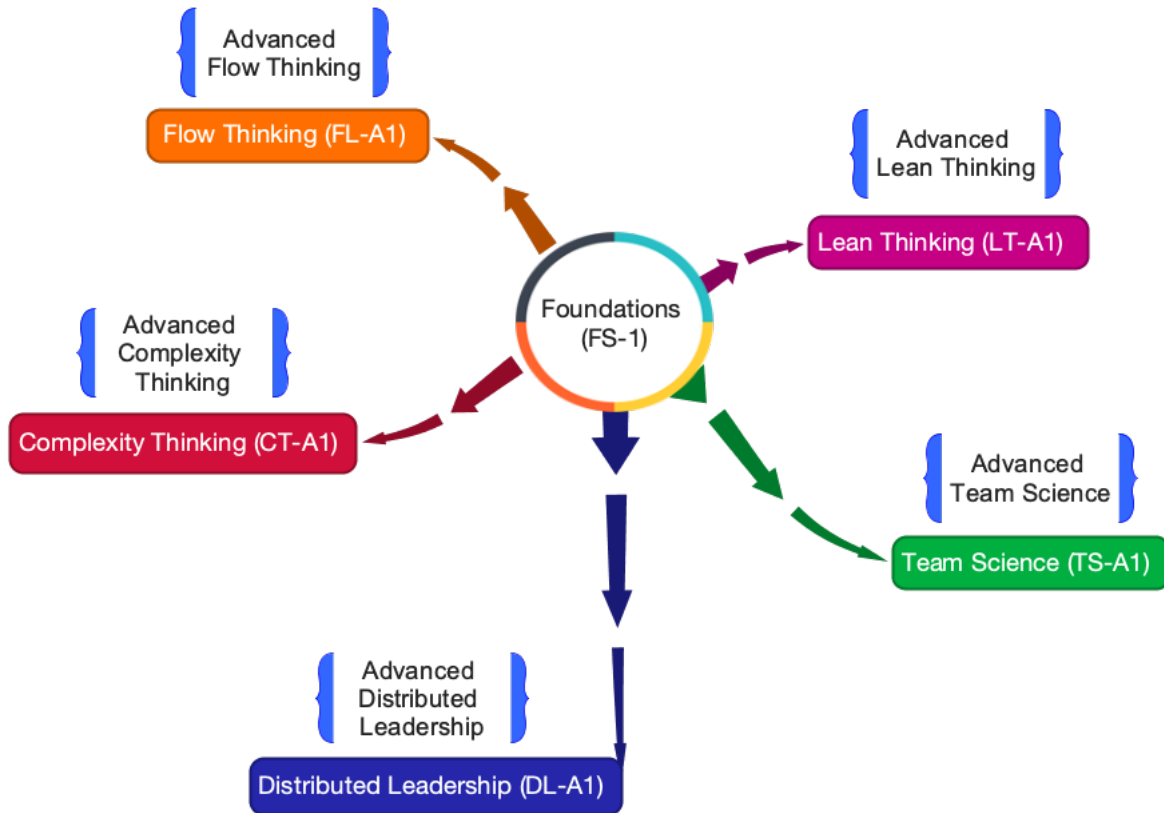 Advanced
Flow Thinking
Flow Thinking (FL-A1)
Advanced
Lean Thinking
Lean Thinking (LT-A1)
Foundations
(FS-1)
Advanced
Complexity
Thinking
Complexity Thinking (CT-A1)
Advanced
Team Science
Team Science (TS-A1)
Advanced
Distributed
Leadership
Distributed Leadership (DL-A1)